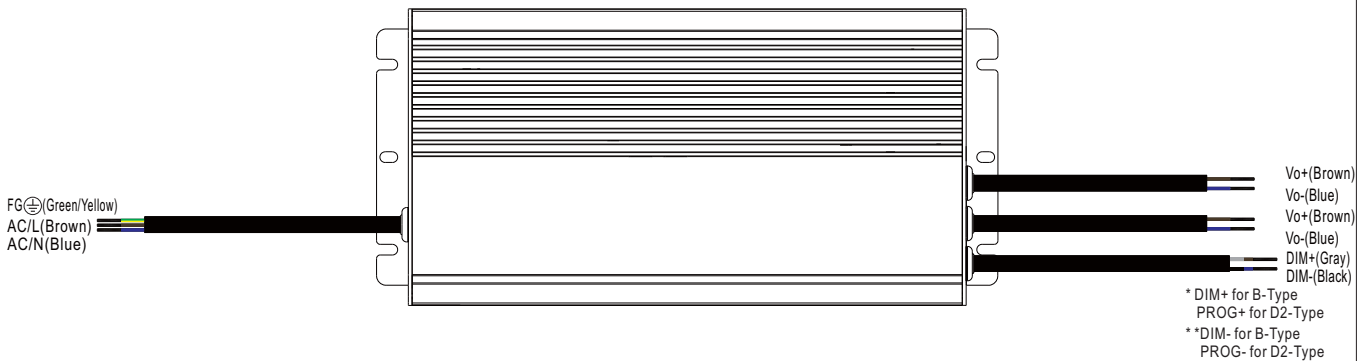 FG⏚(Green/Yellow)
AC/L(Brown)
AC/N(Blue)
Vo+(Brown)
Vo-(Blue)
Vo+(Brown)
Vo-(Blue)
DIM+(Gray)
DIM-(Black)
* DIM+ for B-Type
PROG+ for D2-Type
* *DIM- for B-Type
PROG- for D2-Type